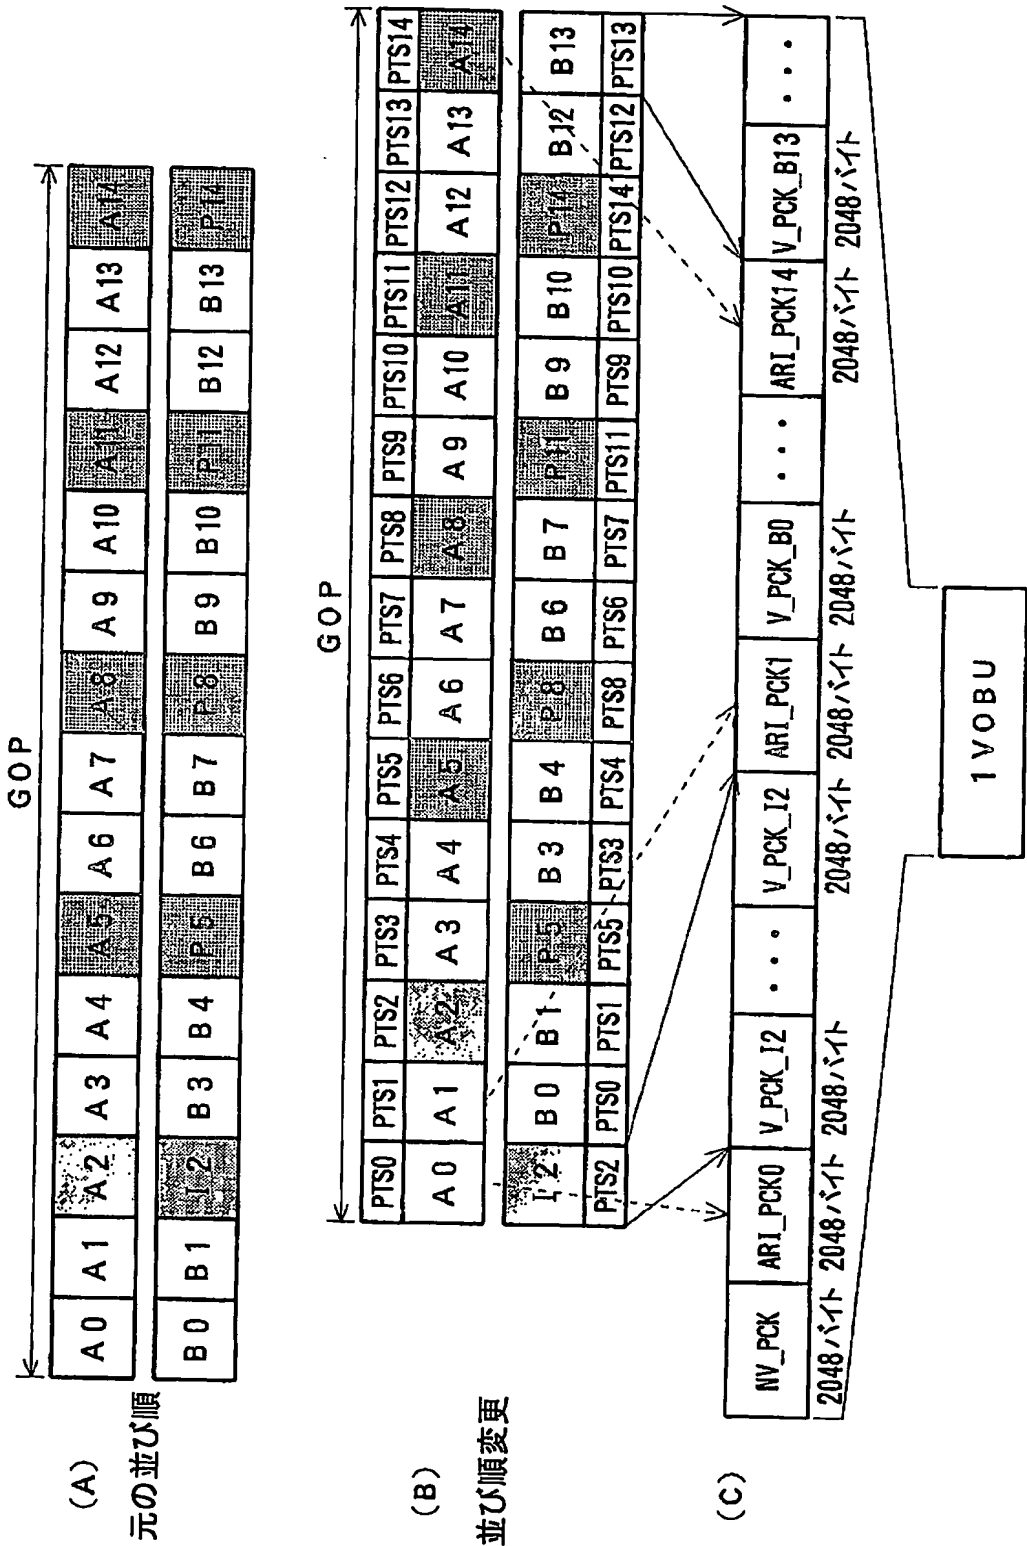 (A)
元の並び順
GOP
A0 A1 A2 A3 A4 A5 A6 A7 A8 A9 A10 A11 A12 A13 A14
B0 B1 I2 B3 B4 P5 B6 B7 P8 B9 B10 P11 B12 B13 P14
(B)
並び順変更
GOP
PTS0 PTS1 PTS2 PTS3 PTS4 PTS5 PTS6 PTS7 PTS8 PTS9 PTS10 PTS11 PTS12 PTS13 PTS14
A0 A1 A2 A3 A4 A5 A6 A7 A8 A9 A10 A11 A12 A13 A14
I2 B0 B1 P5 B3 B4 P8 B6 B7 P11 B9 B10 P14 B12 B13
PTS2 PTS0 PTS1 PTS5 PTS3 PTS4 PTS8 PTS6 PTS7 PTS11 PTS9 PTS10 PTS14 PTS12 PTS13
(C)
NV_PCK ARI_PCK0 V_PCK_I2 ・・・ V_PCK_I2 ARI_PCK1 V_PCK_B0 ・・・ ARI_PCK14 V_PCK_B13 ・・・
2048バイト 2048バイト 2048バイト 2048バイト 2048バイト 2048バイト 2048バイト 2048バイト
1VOBU